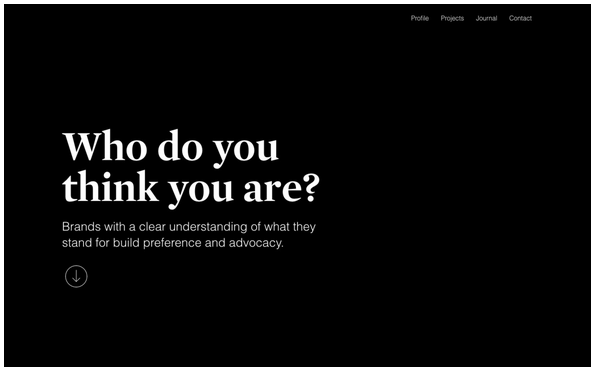 Profile Projects Journal Contact
Who do you
think you are?
Brands with a clear understanding of what they
stand for build preference and advocacy.